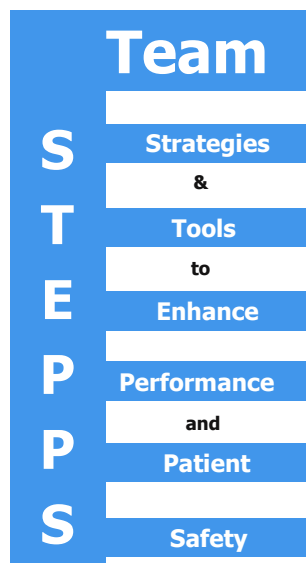 Team
S Strategies
&
T Tools
to
E Enhance
P Performance
and
P Patient
S Safety